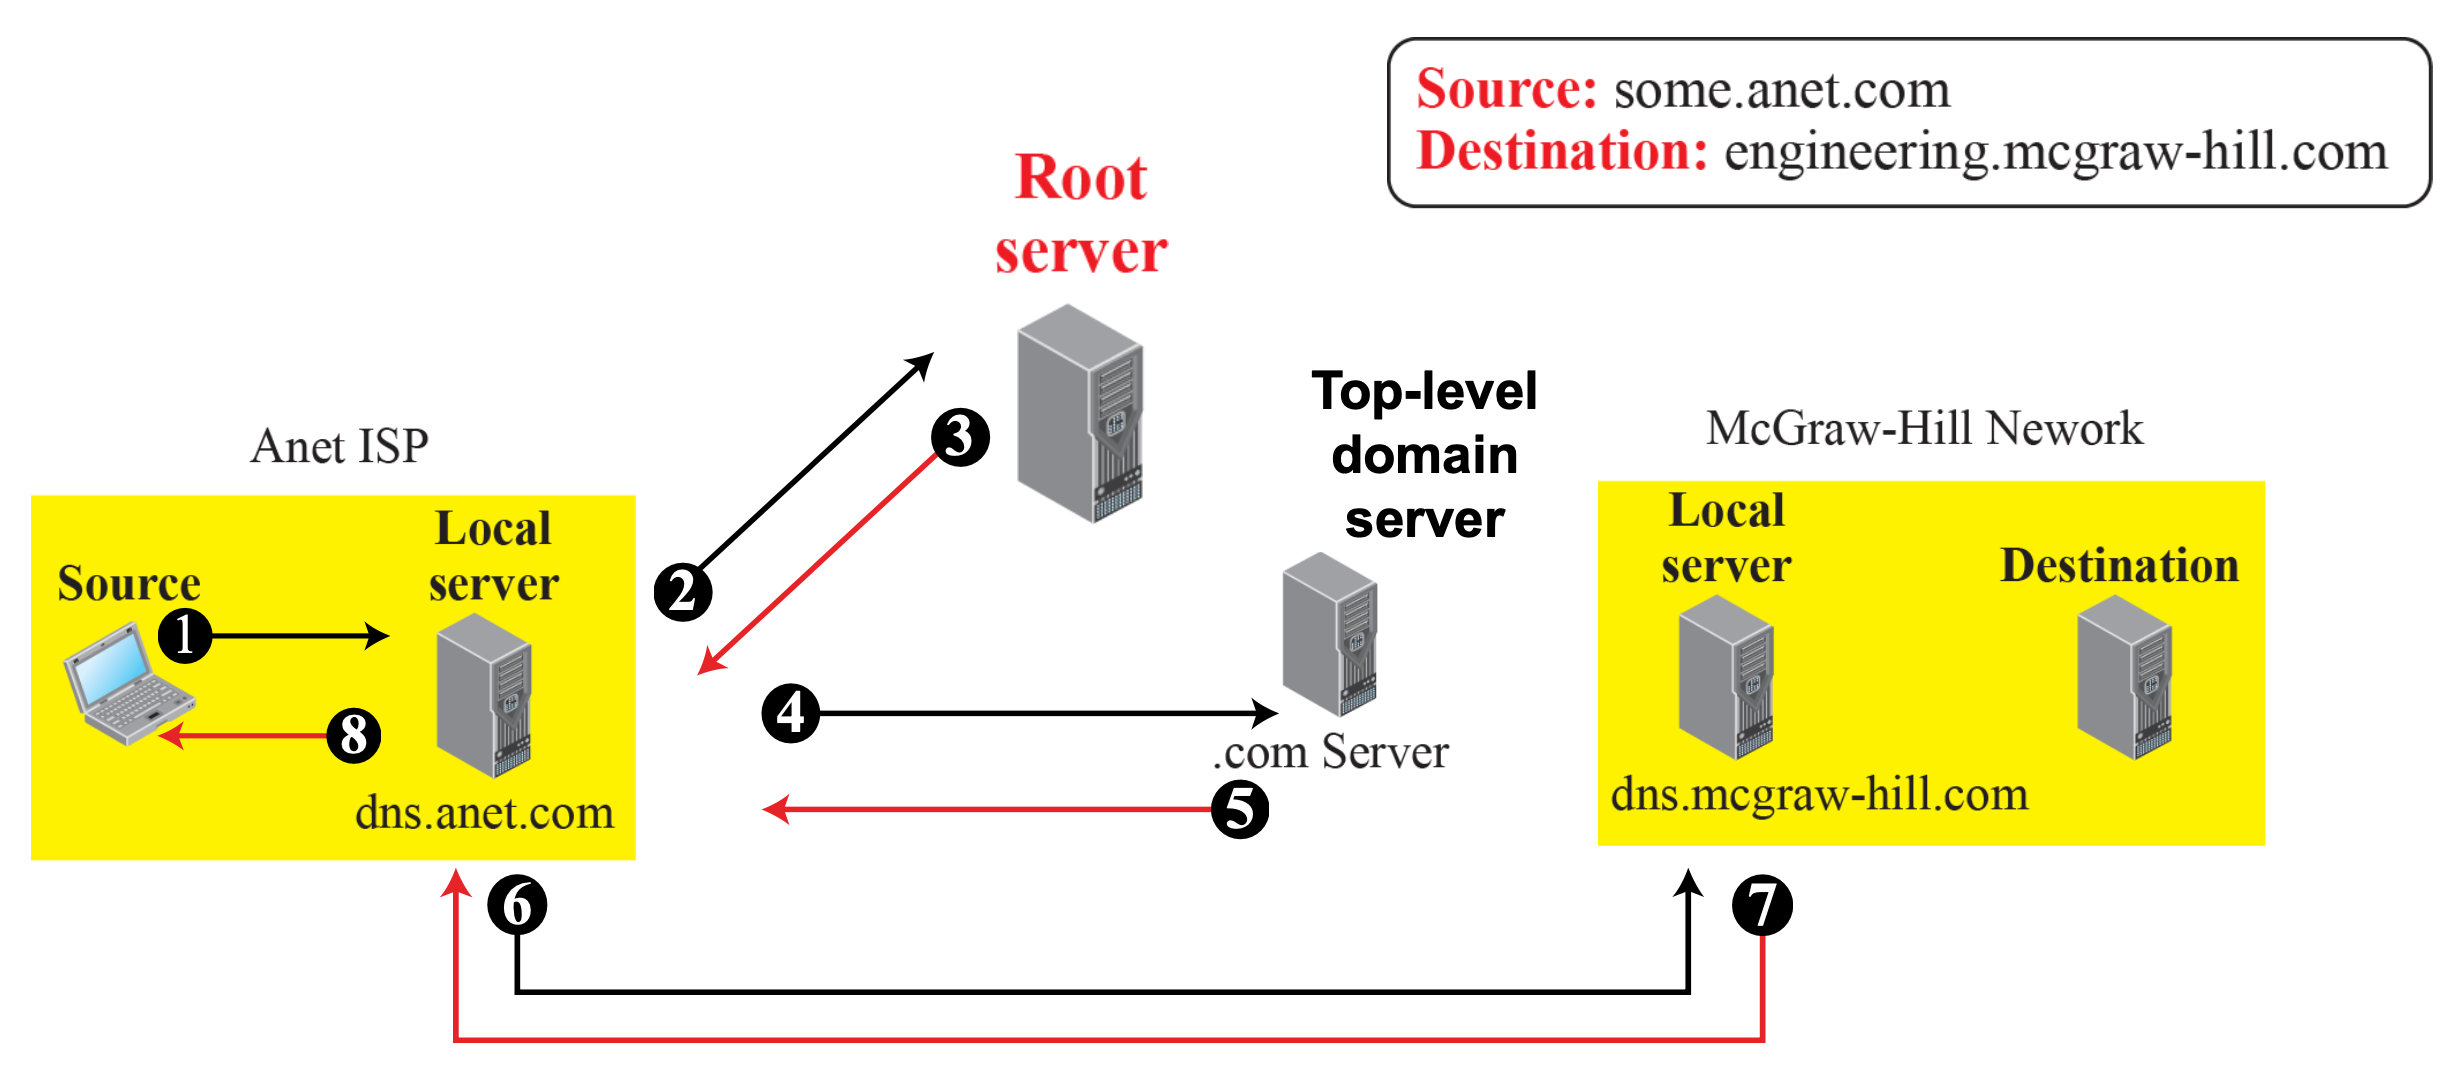 Source: some.anet.com
Destination: engineering.mcgraw-hill.com
Root
server
Top-level
domain
server
Anet ISP
McGraw-Hill Nework
Source
Local
server
1
8
dns.anet.com
2
3
4
.com Server
5
Local
server
Destination
dns.mcgraw-hill.com
6
7